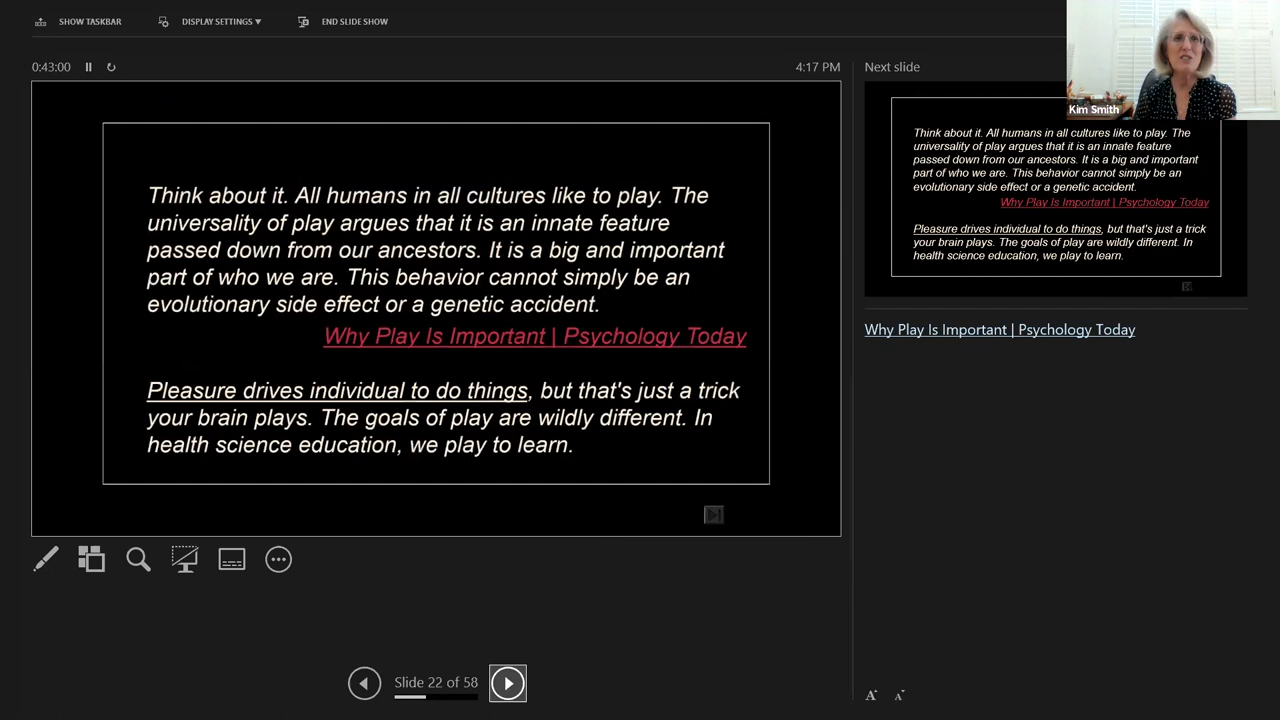 SHOW TASKBAR
DISPLAY SETTINGS ▼
END SLIDE SHOW
0:43:00
4:17 PM
Think about it. All humans in all cultures like to play. The
universality of play argues that it is an innate feature
passed down from our ancestors. It is a big and important
part of who we are. This behavior cannot simply be an
evolutionary side effect or a genetic accident.
Why Play Is Important | Psychology Today
Pleasure drives individual to do things, but that's just a trick
your brain plays. The goals of play are wildly different. In
health science education, we play to learn.
Slide 22 of 58
Next slide
Kim Smith
Think about it. All humans in all cultures like to play. The
universality of play argues that it is an innate feature
passed down from our ancestors. It is a big and important
part of who we are. This behavior cannot simply be an
evolutionary side effect or a genetic accident.
Why Play Is Important | Psychology Today
Pleasure drives individual to do things, but that's just a trick
your brain plays. The goals of play are wildly different. In
health science education, we play to learn.
Why Play Is Important | Psychology Today
A A